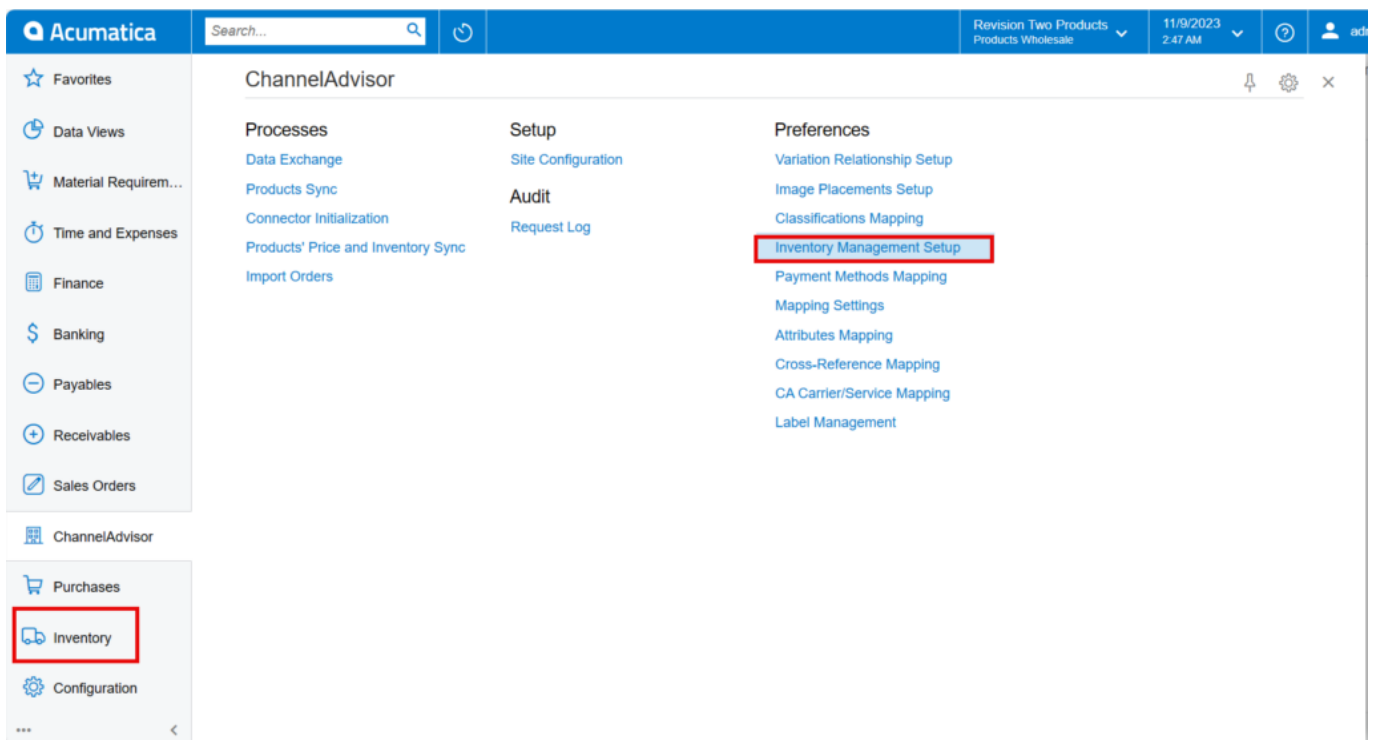 Acumatica
Search...
Revision Two Products
Products Wholesale
11/9/2023
2:47 AM
Favorites
Data Views
Material Requirem...
Time and Expenses
Finance
Banking
Payables
Receivables
Sales Orders
ChannelAdvisor
Purchases
Inventory
Configuration
ChannelAdvisor
Processes
Data Exchange
Products Sync
Connector Initialization
Products' Price and Inventory Sync
Import Orders
Setup
Site Configuration
Audit
Request Log
Preferences
Variation Relationship Setup
Image Placements Setup
Classifications Mapping
Inventory Management Setup
Payment Methods Mapping
Mapping Settings
Attributes Mapping
Cross-Reference Mapping
CA Carrier/Service Mapping
Label Management